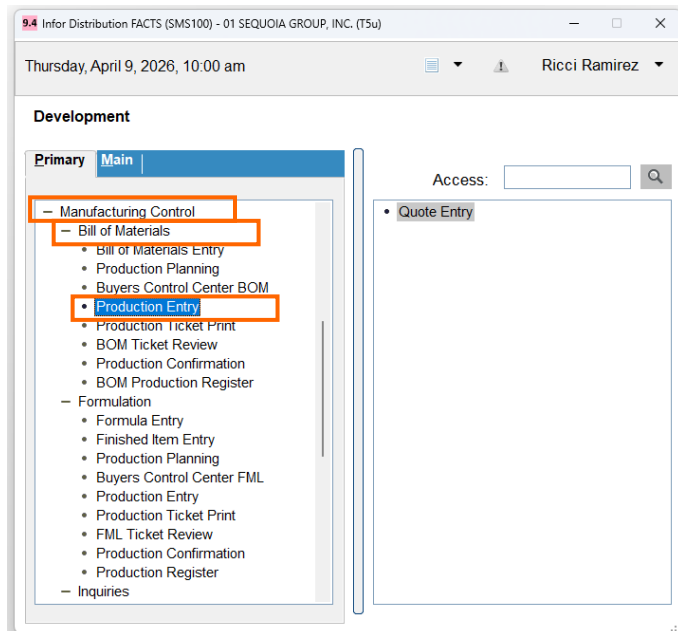 9.4 Infor Distribution FACTS (SMS100) - 01 SEQUOIA GROUP, INC. (T5u)
Thursday, April 9, 2026, 10:00 am
Ricci Ramirez
Development
Primary Main
Access:
Manufacturing Control
Bill of Materials
Bill of Materials Entry
Production Planning
Buyers Control Center BOM
Production Entry
Production Ticket Print
BOM Ticket Review
Production Confirmation
BOM Production Register
Formulation
Formula Entry
Finished Item Entry
Production Planning
Buyers Control Center FML
Production Entry
Production Ticket Print
FML Ticket Review
Production Confirmation
Production Register
Inquiries
Quote Entry